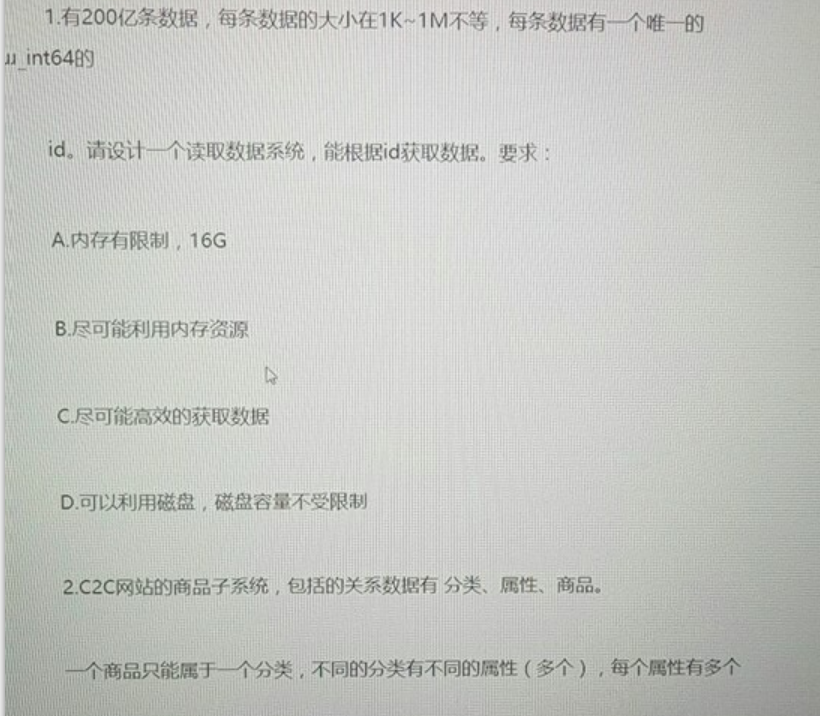 1.有200亿条数据，每条数据的大小在1K~1M不等，每条数据有一个唯一的
_int64的
id。请设计一个读取数据系统，能根据id获取数据。要求：
A.内存有限制，16G
B.尽可能利用内存资源
C.尽可能高效的获取数据
D.可以利用磁盘，磁盘容量不受限制
2.C2C网站的商品子系统，包括的关系数据有 分类、属性、商品。
一个商品只能属于一个分类，不同的分类有不同的属性（多个），每个属性有多个